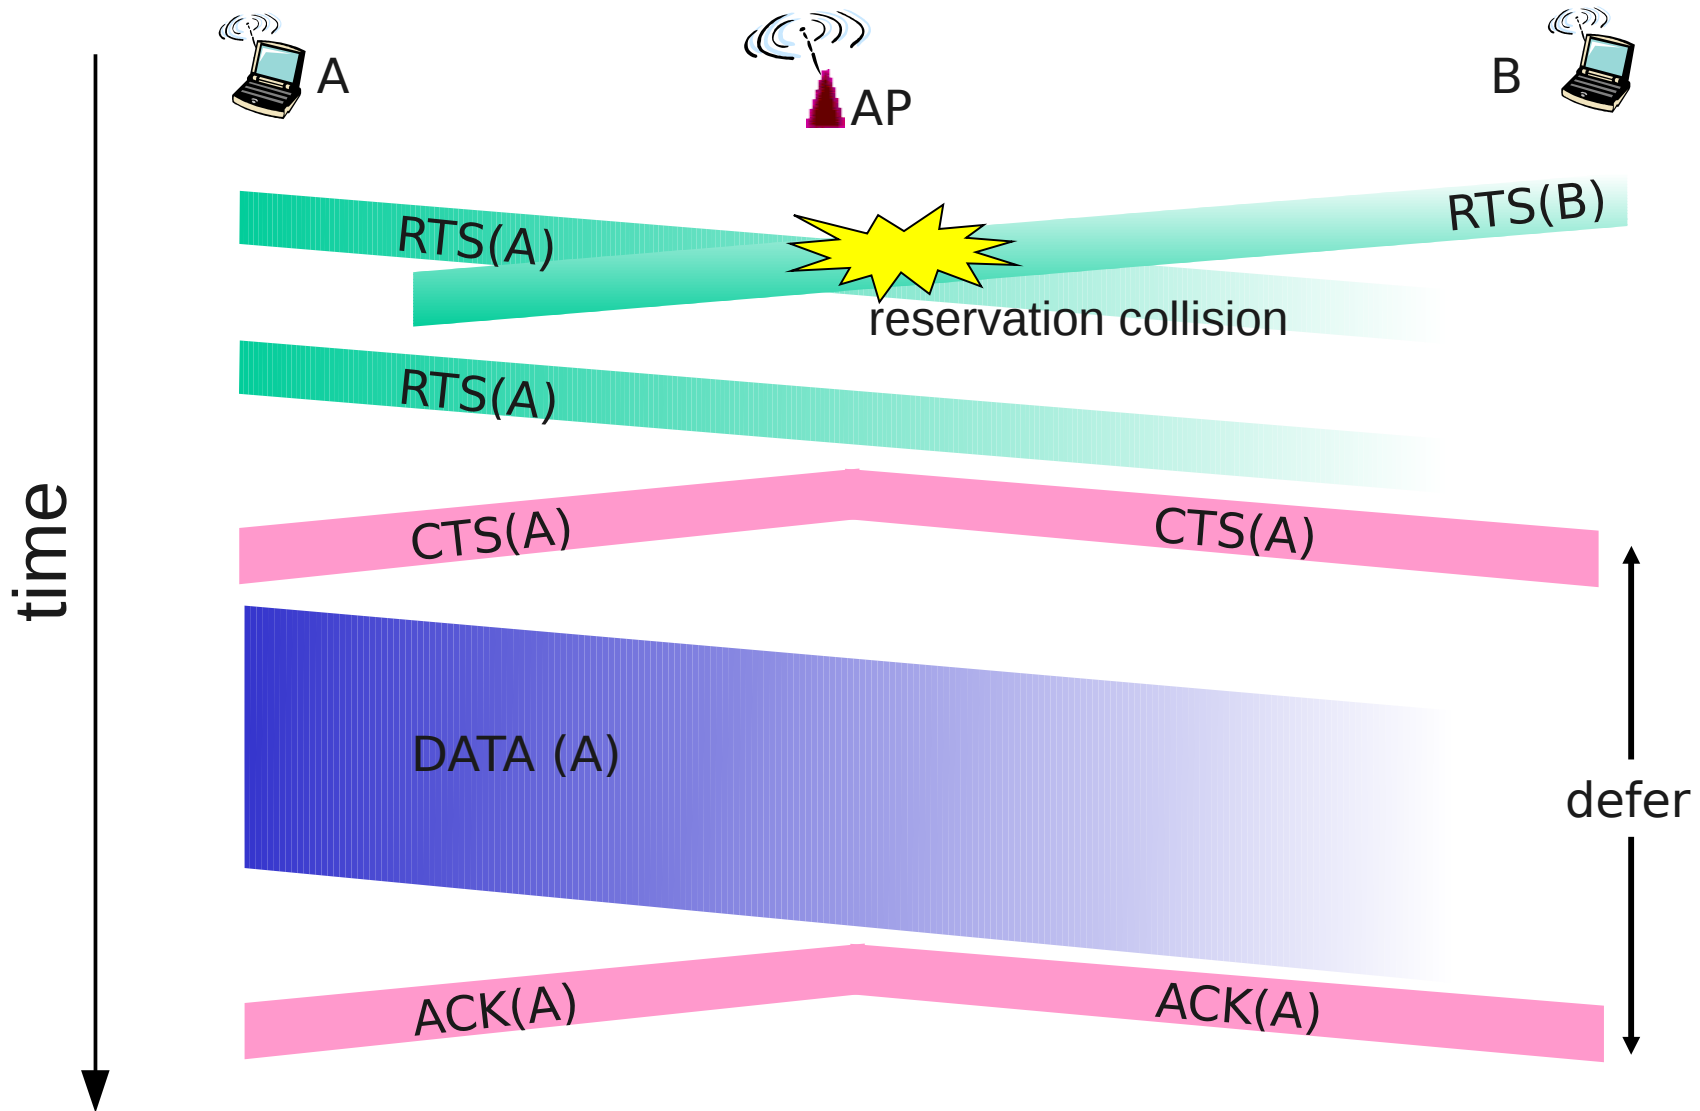 A
AP
B
RTS(A)
RTS(B)
reservation collision
RTS(A)
CTS(A)
CTS(A)
time
DATA (A)
defer
ACK(A)
ACK(A)